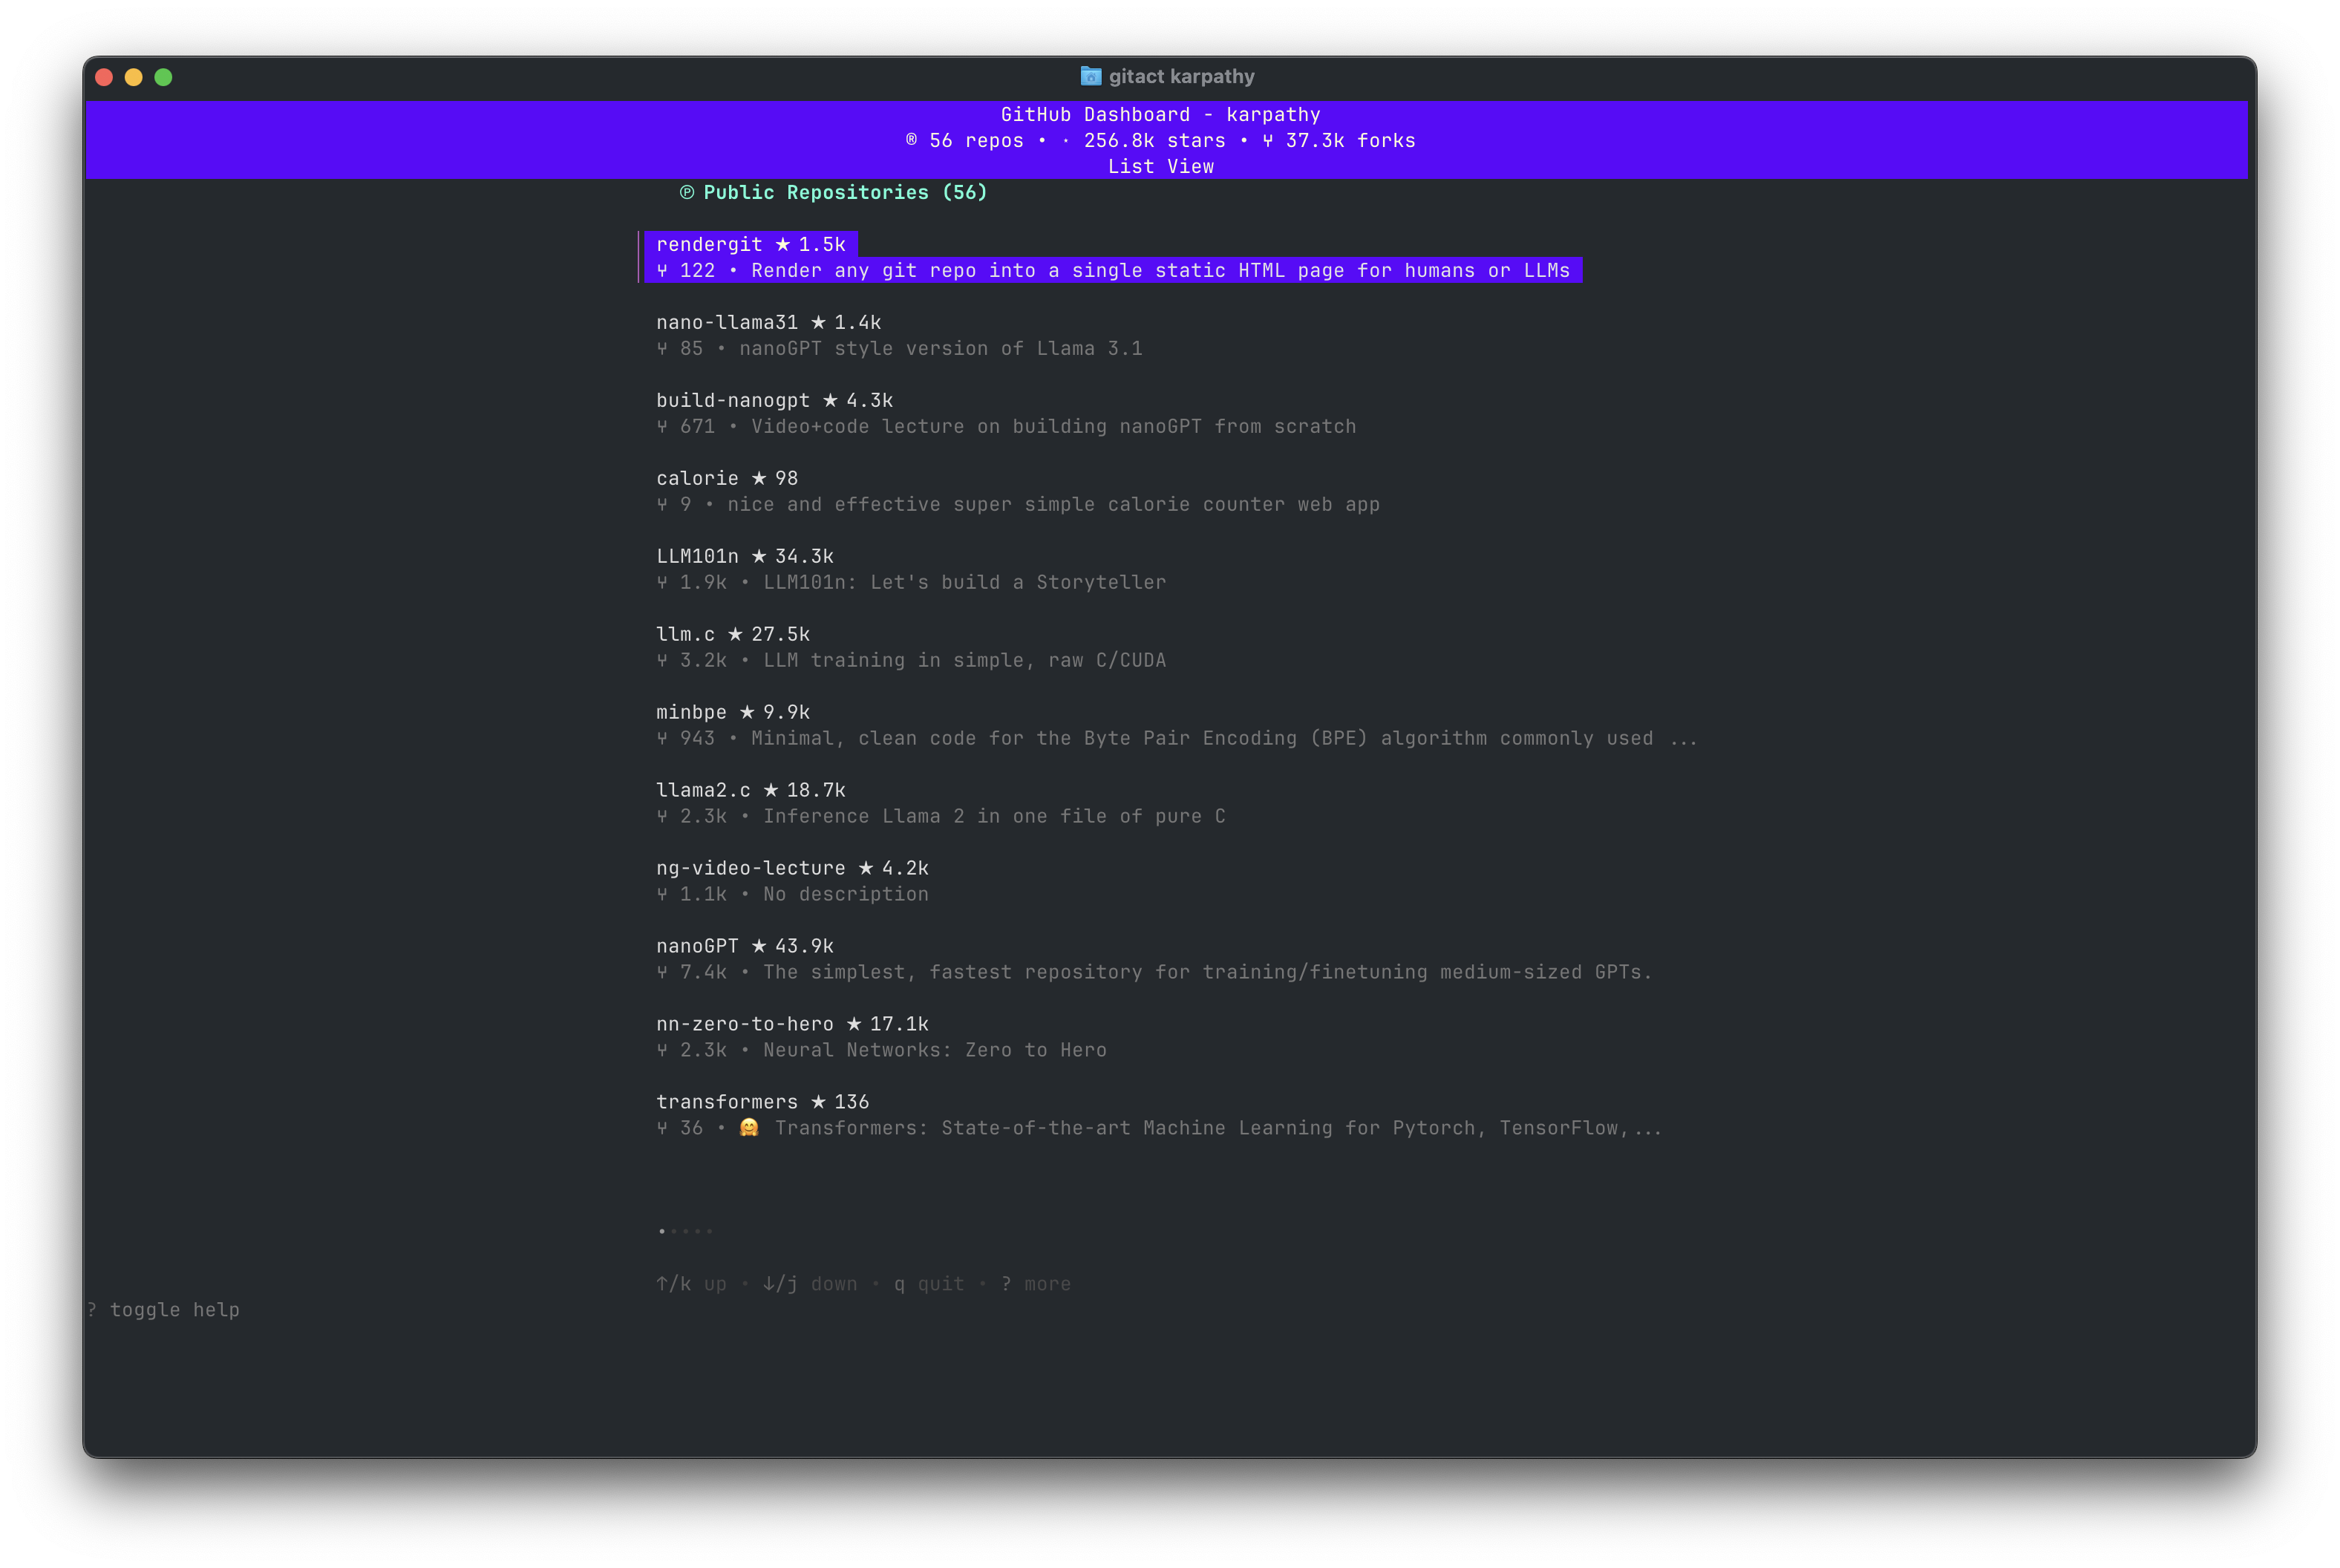 gitact karpathy
GitHub Dashboard - karpathy
® 56 repos • · 256.8k stars • ⑂ 37.3k forks
List View
℗ Public Repositories (56)
rendergit ★ 1.5k
⑂ 122 • Render any git repo into a single static HTML page for humans or LLMs
nano-llama31 ★ 1.4k
⑂ 85 • nanoGPT style version of Llama 3.1
build-nanogpt ★ 4.3k
⑂ 671 • Video+code lecture on building nanoGPT from scratch
calorie ★ 98
⑂ 9 • nice and effective super simple calorie counter web app
LLM101n ★ 34.3k
⑂ 1.9k • LLM101n: Let's build a Storyteller
llm.c ★ 27.5k
⑂ 3.2k • LLM training in simple, raw C/CUDA
minbpe ★ 9.9k
⑂ 943 • Minimal, clean code for the Byte Pair Encoding (BPE) algorithm commonly used ...
llama2.c ★ 18.7k
⑂ 2.3k • Inference Llama 2 in one file of pure C
ng-video-lecture ★ 4.2k
⑂ 1.1k • No description
nanoGPT ★ 43.9k
⑂ 7.4k • The simplest, fastest repository for training/finetuning medium-sized GPTs.
nn-zero-to-hero ★ 17.1k
⑂ 2.3k • Neural Networks: Zero to Hero
transformers ★ 136
⑂ 36 • 🤗 Transformers: State-of-the-art Machine Learning for Pytorch, TensorFlow,...
•••••
↑/k up • ↓/j down • q quit • ? more
? toggle help